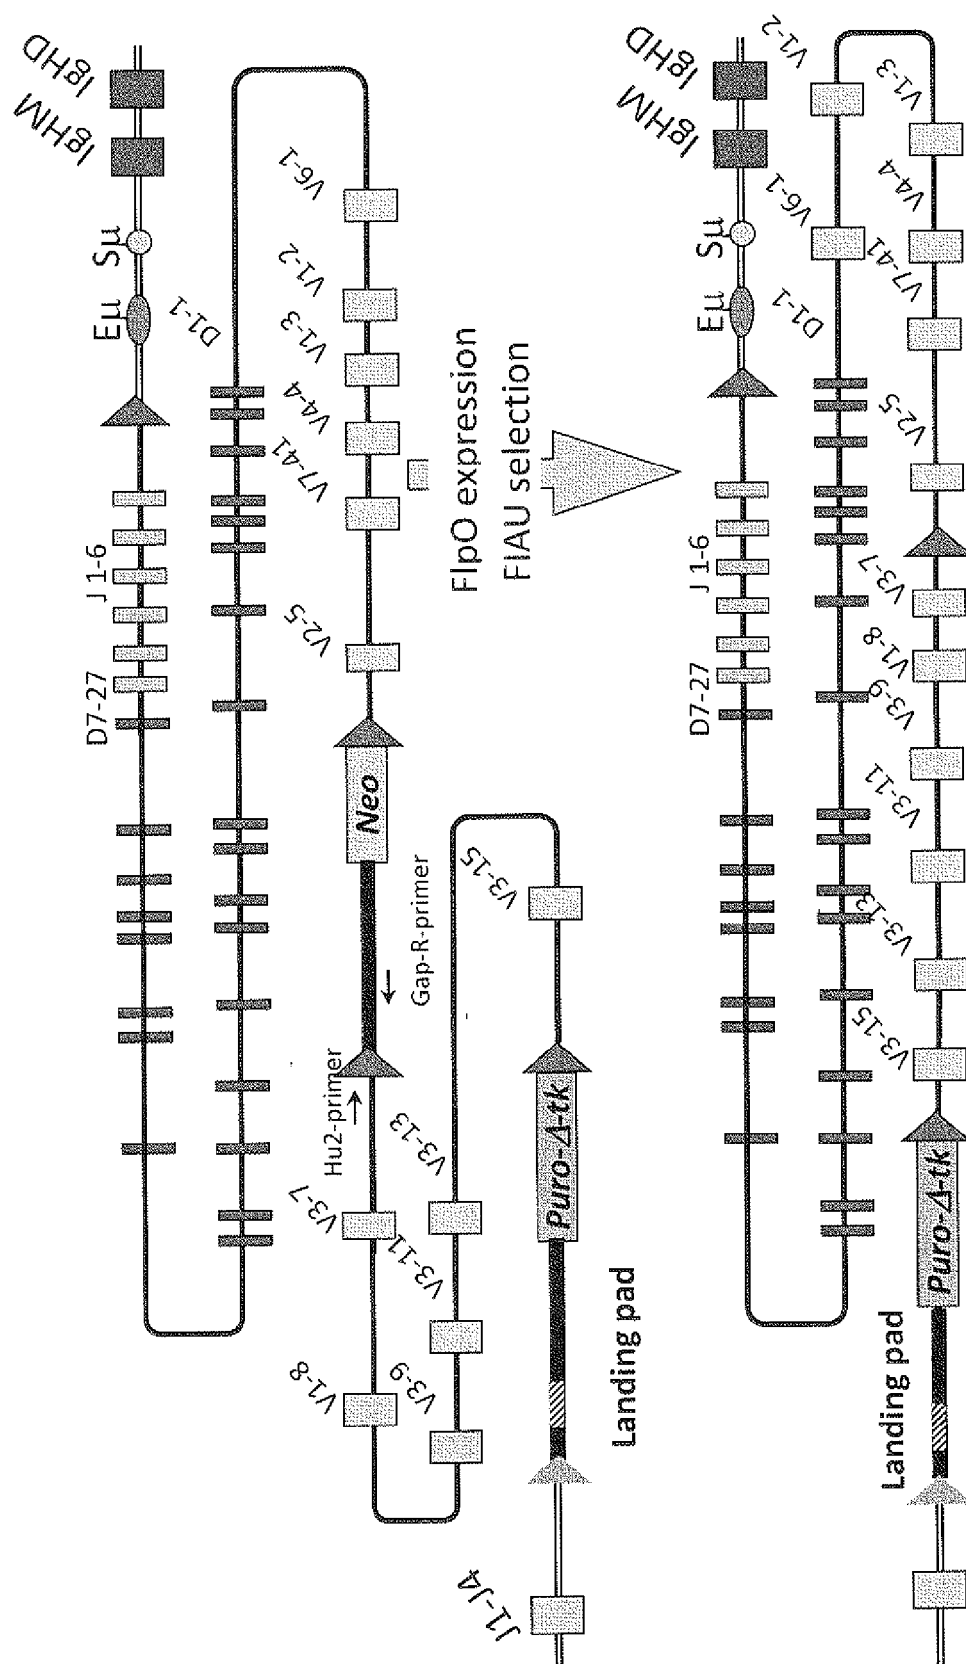 IgHD
IgHM
Sμ
Eμ
J 1-6
D7-27
D1-1
V6-1
V1-2
V1-3
V4-4
V7-41
V2-5
Neo
Gap-R-primer
Hu2-primer
V3-7
V1-8
V3-9
V3-11
V3-13
V3-15
Puro-Δ-tk
Landing pad
J1-J4
FlpO expression
FIAU selection
IgHD
IgHM
Sμ
Eμ
J 1-6
D7-27
D1-1
V6-1
V1-2
V1-3
V4-4
V7-41
V2-5
V3-7
V1-8
V3-9
V3-11
V3-13
V3-15
Puro-Δ-tk
Landing pad